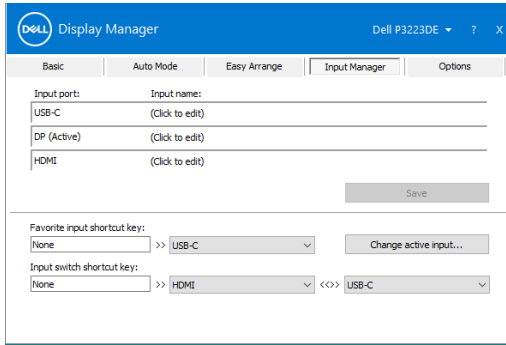 DELL Display Manager Dell P3223DE ? X
Basic Auto Mode Easy Arrange Input Manager Options
Input port: Input name:
USB-C (Click to edit)
DP (Active) (Click to edit)
HDMI (Click to edit)
Save
Favorite input shortcut key:
None >> USB-C Change active input...
Input switch shortcut key:
None >> HDMI <<>> USB-C